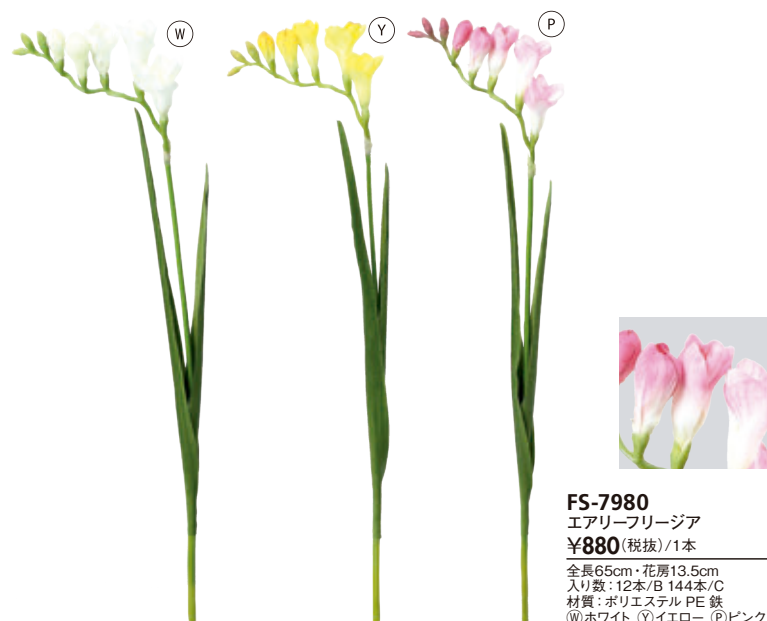 Ⓦ
Ⓨ
Ⓟ
FS-7980
エアリーフリージア
¥880(税抜)/1本
全長65cm・花房13.5cm
入り数：12本/B 144本/C
材質：ポリエステル PE 鉄
Ⓦホワイト Ⓨイエロー Ⓟピンク